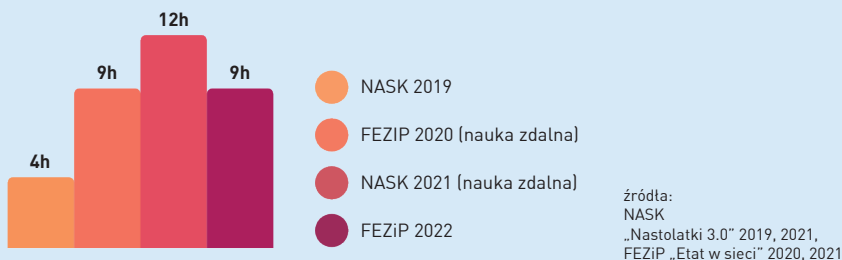 12h
9h
9h
4h
NASK 2019
FEZIP 2020 (nauka zdalna)
NASK 2021 (nauka zdalna)
FEZiP 2022
źródła:
NASK
„Nastolatki 3.0” 2019, 2021,
FEZiP „Etat w sieci” 2020, 2021